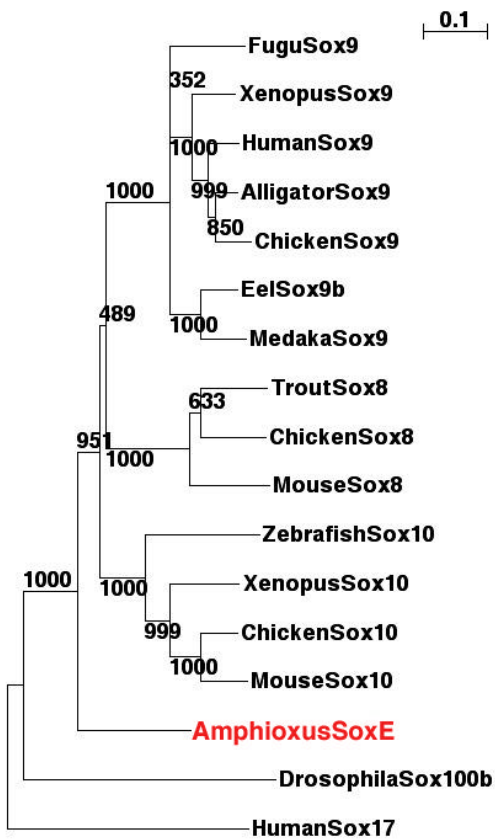 0.1
FuguSox9
352
XenopusSox9
1000
HumanSox9
1000
999
AlligatorSox9
850
ChickenSox9
EelSox9b
489
1000
MedakaSox9
TroutSox8
633
ChickenSox8
951
1000
MouseSox8
ZebrafishSox10
1000
1000
XenopusSox10
999
ChickenSox10
1000
MouseSox10
AmphioxusSoxE
DrosophilaSox100b
HumanSox17